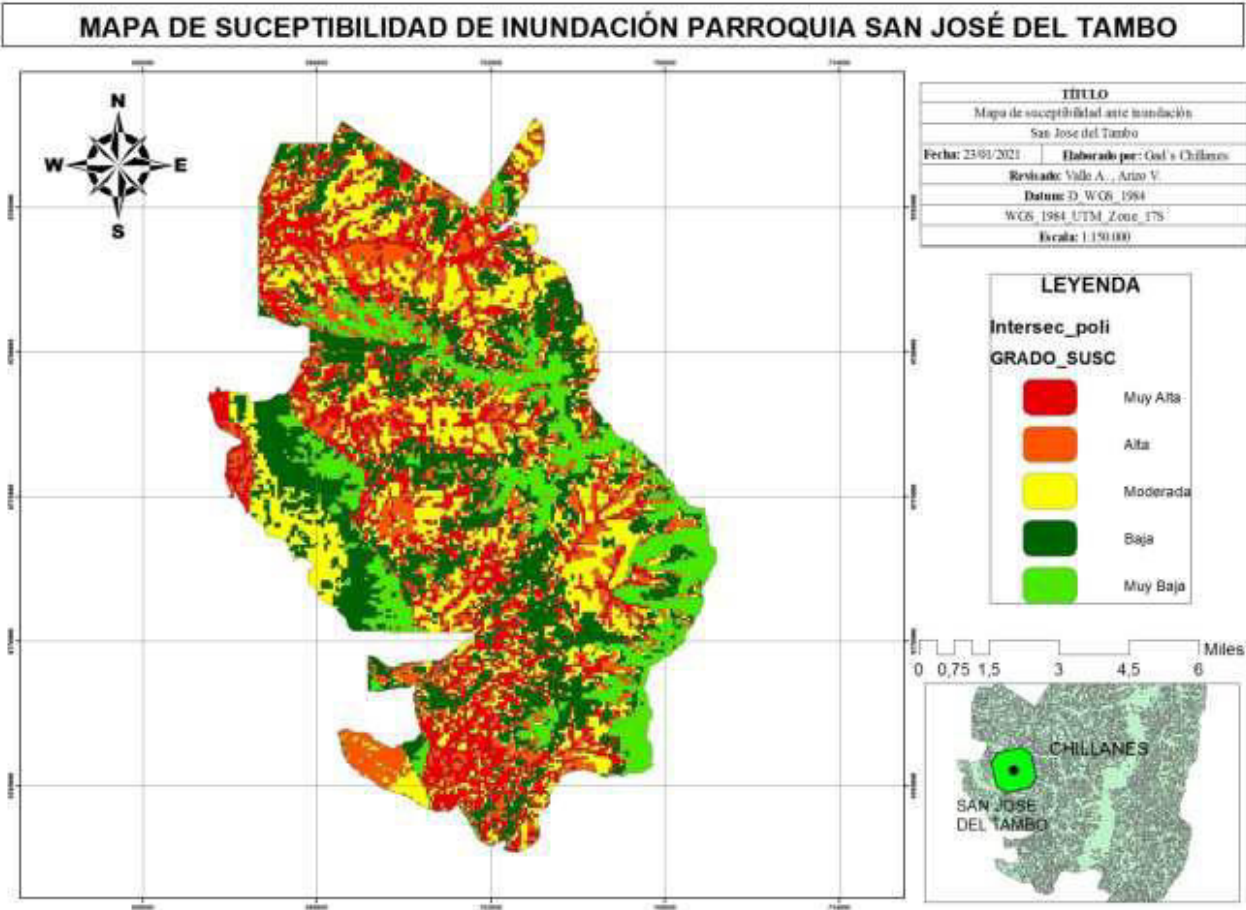 MAPA DE SUCEPTIBILIDAD DE INUNDACIÓN PARROQUIA SAN JOSÉ DEL TAMBO
N
W E
S
TÍTULO
Mapa de suceptibilidad ante inundación
San Jose del Tambo
Fecha: 23/01/2021 Elaborado por: Gad´s Chillanes
Revisado: Valle A., V.
Datum: D_WGS_1984
WGS_1984_UTM_Zone_17S
Escala: 1:150.000
LEYENDA
Intersec_poli
GRADO_SUSC
Muy Alta
Alta
Moderada
Baja
Muy Baja
Miles
0 0,75 1,5 3 4,5 6
CHILLANES
SAN JOSE
DEL TAMBO